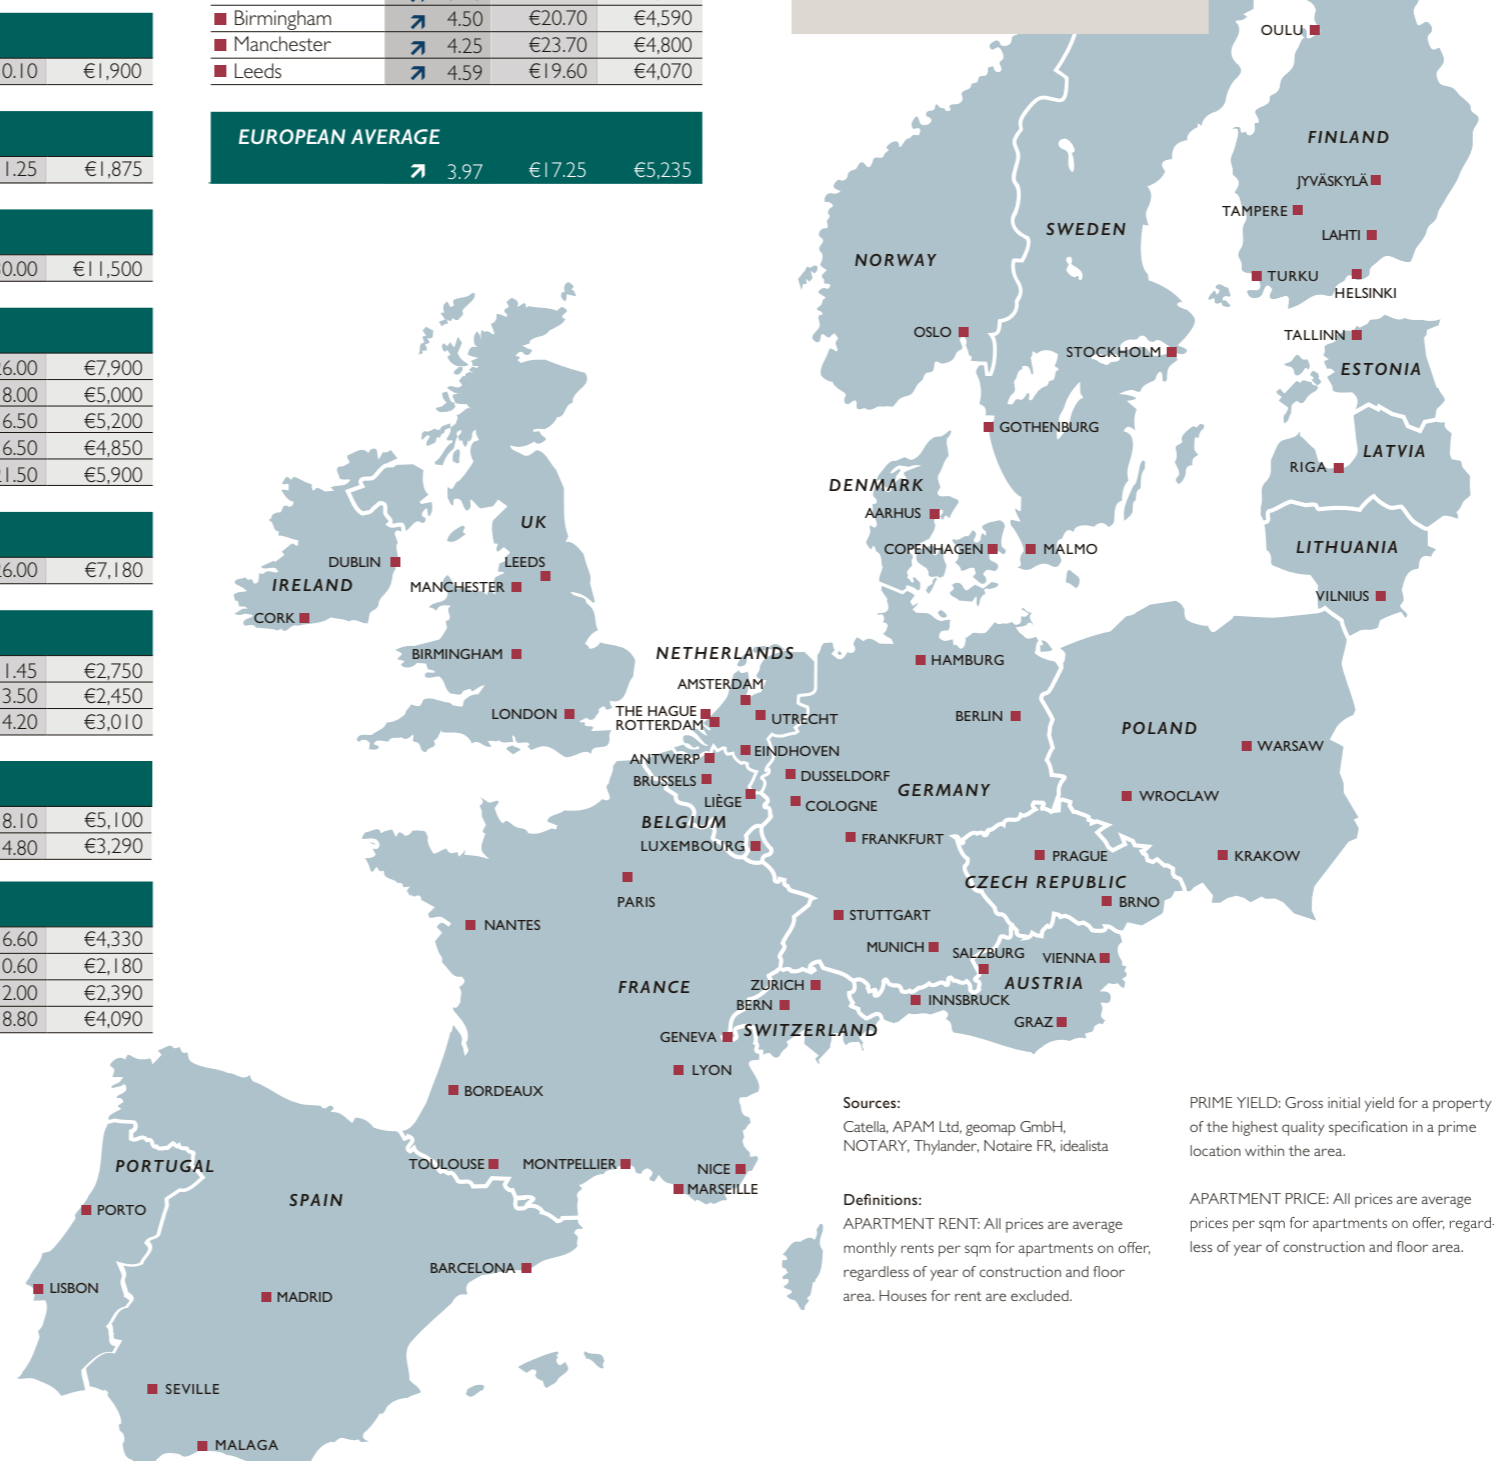 0.10 €1,900
1.25 €1,875
0.00 €11,500
6.00 €7,900
8.00 €5,000
6.50 €5,200
6.50 €4,850
1.50 €5,900
6.00 €7,180
1.45 €2,750
3.50 €2,450
4.20 €3,010
8.10 €5,100
4.80 €3,290
6.60 €4,330
0.60 €2,180
2.00 €2,390
8.80 €4,090
Birmingham 4.50 €20.70 €4,590
Manchester 4.25 €23.70 €4,800
Leeds 4.59 €19.60 €4,070
EUROPEAN AVERAGE
3.97 €17.25 €5,235
OULU
FINLAND
JYVÄSKYLÄ
TAMPERE
LAHTI
TURKU
HELSINKI
SWEDEN
NORWAY
OSLO
STOCKHOLM
GOTHENBURG
TALLINN
ESTONIA
LATVIA
RIGA
LITHUANIA
VILNIUS
DENMARK
AARHUS
COPENHAGEN
MALMO
UK
DUBLIN
IRELAND
CORK
LEEDS
MANCHESTER
BIRMINGHAM
LONDON
NETHERLANDS
AMSTERDAM
THE HAGUE
ROTTERDAM
UTRECHT
EINDHOVEN
ANTWERP
BRUSSELS
LIÈGE
BELGIUM
LUXEMBOURG
HAMBURG
BERLIN
DUSSELDORF
COLOGNE
GERMANY
FRANKFURT
STUTTGART
MUNICH
POLAND
WARSAW
WROCLAW
KRAKOW
PRAGUE
CZECH REPUBLIC
BRNO
SALZBURG
VIENNA
AUSTRIA
INNSBRUCK
GRAZ
ZURICH
BERN
SWITZERLAND
GENEVA
PARIS
NANTES
FRANCE
LYON
BORDEAUX
TOULOUSE
MONTPELLIER
NICE
MARSEILLE
PORTUGAL
SPAIN
PORTO
LISBON
MADRID
BARCELONA
SEVILLE
MALAGA
Sources:
Catella, APAM Ltd, geomap GmbH,
NOTARY, Thylander, Notaire FR, idealista
Definitions:
APARTMENT RENT: All prices are average
monthly rents per sqm for apartments on offer,
regardless of year of construction and floor
area. Houses for rent are excluded.
PRIME YIELD: Gross initial yield for a property
of the highest quality specification in a prime
location within the area.
APARTMENT PRICE: All prices are average
prices per sqm for apartments on offer, regard-
less of year of construction and floor area.